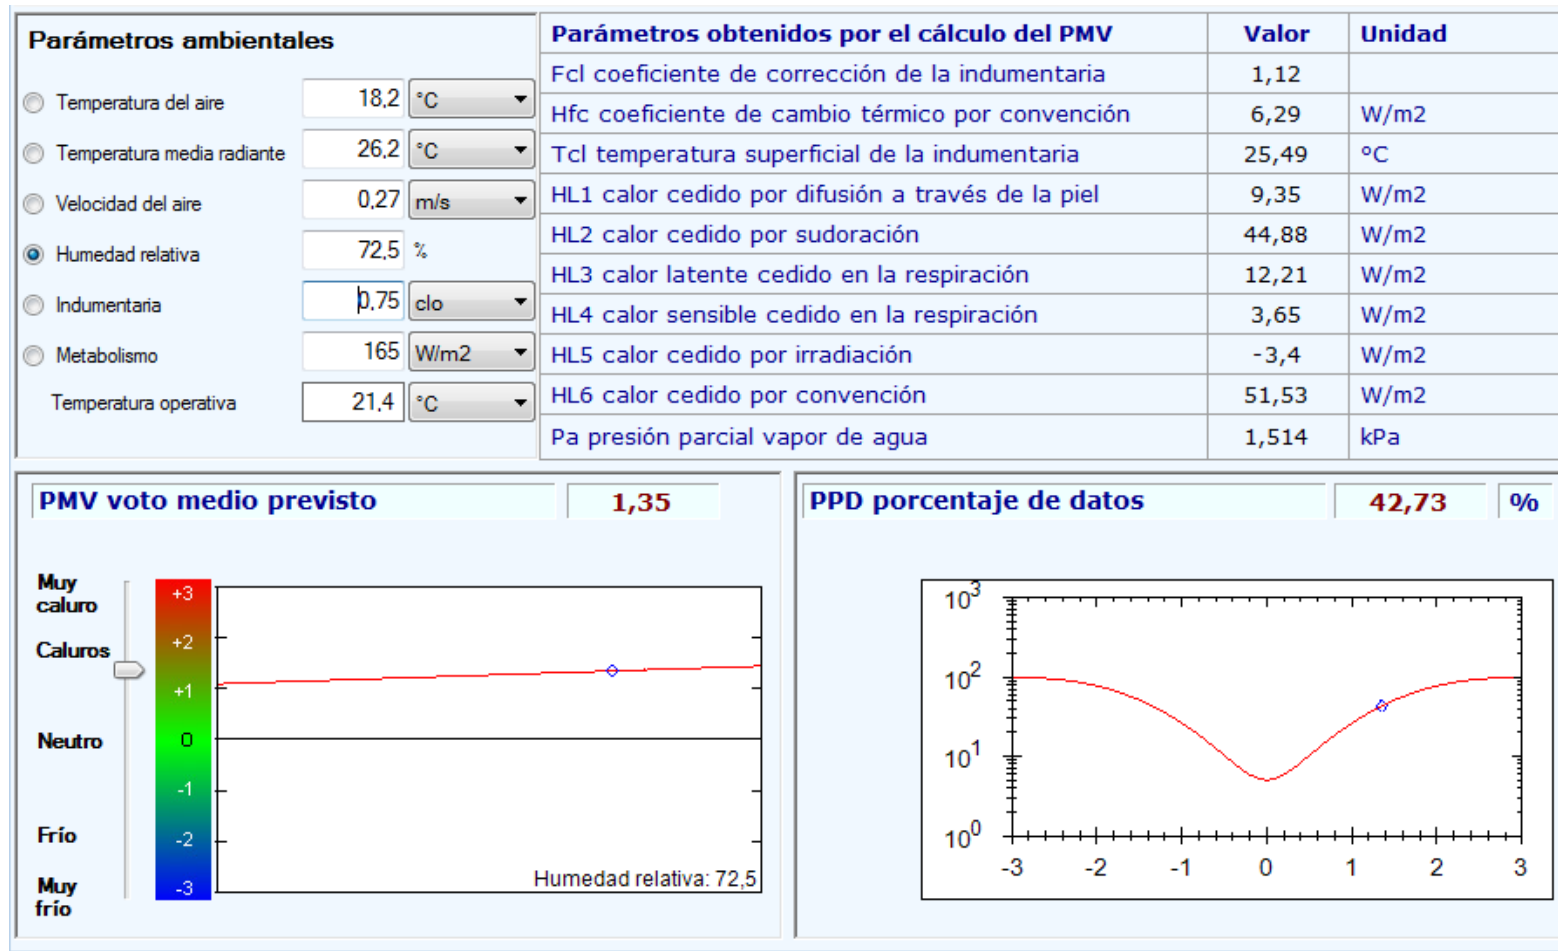 Parámetros ambientales
Temperatura del aire 18,2 °C
Temperatura media radiante 26,2 °C
Velocidad del aire 0,27 m/s
Humedad relativa 72,5 %
Indumentaria 0,75 clo
Metabolismo 165 W/m2
Temperatura operativa 21,4 °C
Parámetros obtenidos por el cálculo del PMV Valor Unidad
Fcl coeficiente de corrección de la indumentaria 1,12
Hfc coeficiente de cambio térmico por convención 6,29 W/m2
Tcl temperatura superficial de la indumentaria 25,49 °C
HL1 calor cedido por difusión a través de la piel 9,35 W/m2
HL2 calor cedido por sudoración 44,88 W/m2
HL3 calor latente cedido en la respiración 12,21 W/m2
HL4 calor sensible cedido en la respiración 3,65 W/m2
HL5 calor cedido por irradiación -3,4 W/m2
HL6 calor cedido por convención 51,53 W/m2
Pa presión parcial vapor de agua 1,514 kPa
PMV voto medio previsto 1,35
Muy
caluro
Caluros
Neutro
Frío
Muy
frío
+3
+2
+1
0
-1
-2
-3
Humedad relativa: 72,5
PPD porcentaje de datos 42,73 %
10^3
10^2
10^1
10^0
-3 -2 -1 0 1 2 3